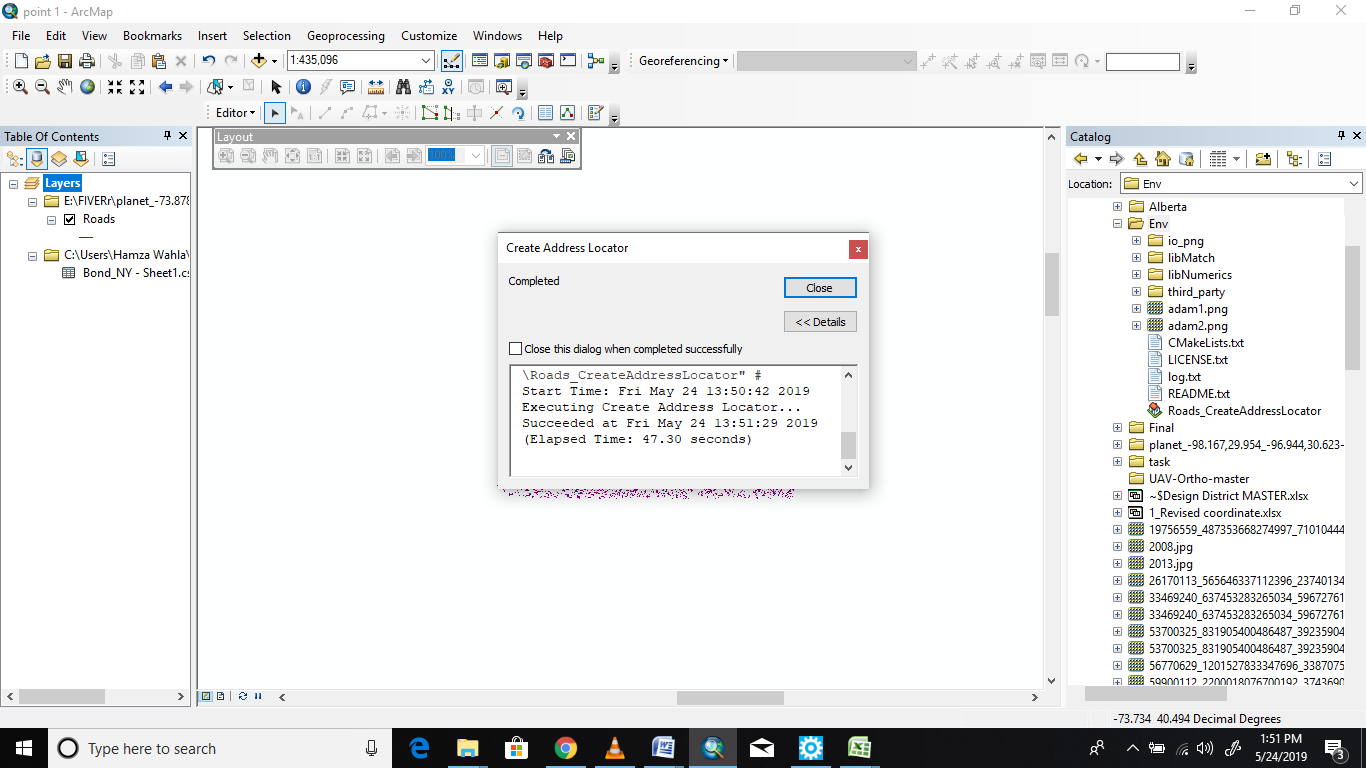 point 1 - ArcMap
File Edit View Bookmarks Insert Selection Geoprocessing Customize Windows Help
1:435,096
Georeferencing
Editor
Table Of Contents
Layers
E:\FIVERr\planet_-73.878
Roads
C:\Users\Hamza Wahla\
Bond_NY - Sheet1.cs
Layout
100%
Create Address Locator
Completed
Close
<< Details
Close this dialog when completed successfully
\Roads_CreateAddressLocator" #
Start Time: Fri May 24 13:50:42 2019
Executing Create Address Locator...
Succeeded at Fri May 24 13:51:29 2019
(Elapsed Time: 47.30 seconds)
Catalog
Location: Env
Alberta
Env
io_png
libMatch
libNumerics
third_party
adam1.png
adam2.png
CMakeLists.txt
LICENSE.txt
log.txt
README.txt
Roads_CreateAddressLocator
Final
planet_-98.167,29.954_-96.944,30.623-
task
UAV-Ortho-master
~$Design District MASTER.xlsx
1_Revised coordinate.xlsx
19756559_487353668274997_71010444
2008.jpg
2013.jpg
26170113_565646337112396_23740134
33469240_637453283265034_59672761
33469240_637453283265034_59672761
53700325_831905400486487_39235904
53700325_831905400486487_39235904
56770629_1201527833347696_3387075
59900112_2200018076700192_3743690
-73.734 40.494 Decimal Degrees
Type here to search
1:51 PM
5/24/2019
3